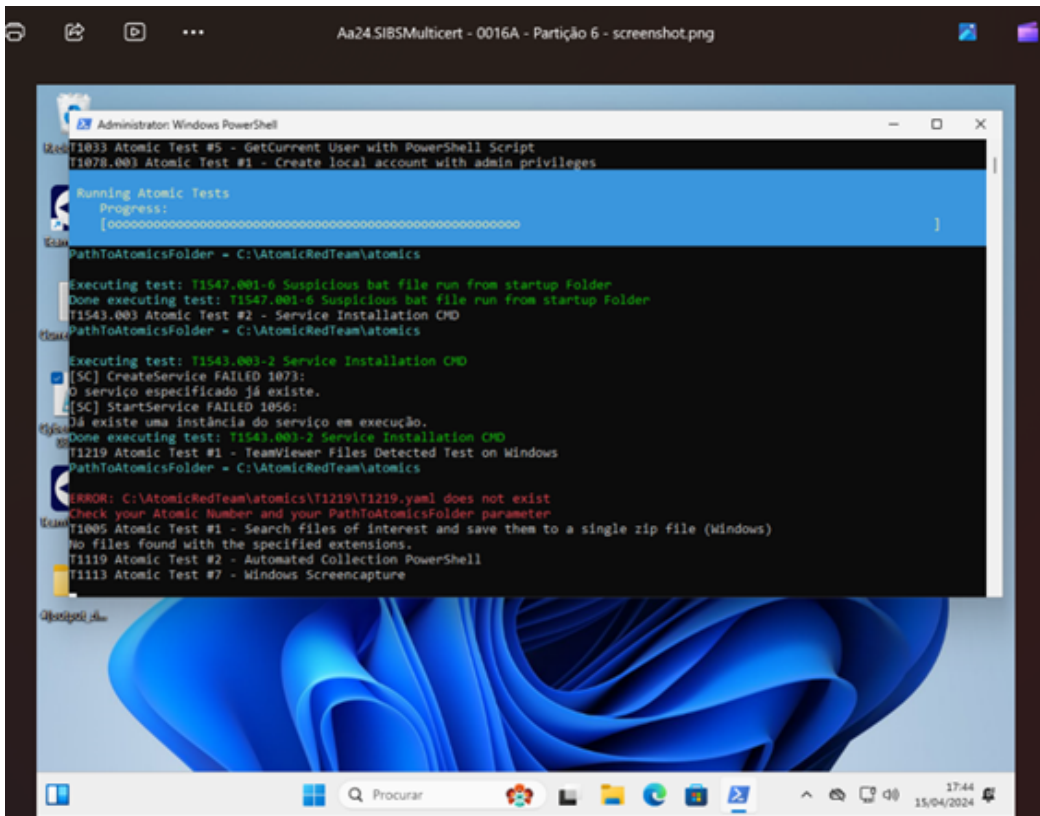 Aa24.SIBSMulticert - 0016A - Partição 6 - screenshot.png
Administrator: Windows PowerShell
T1033 Atomic Test #5 - GetCurrent User with PowerShell Script
T1078.003 Atomic Test #1 - Create local account with admin privileges
Running Atomic Tests
Progress:
[oooooooooooooooooooooooooooooooooooooooooooooooooooooo ]
PathToAtomicsFolder = C:\AtomicRedTeam\atomics
Executing test: T1547.001-6 Suspicious bat file run from startup Folder
Done executing test: T1547.001-6 Suspicious bat file run from startup Folder
T1543.003 Atomic Test #2 - Service Installation CMD
PathToAtomicsFolder = C:\AtomicRedTeam\atomics
Executing test: T1543.003-2 Service Installation CMD
[SC] CreateService FAILED 1073:
O serviço especificado já existe.
[SC] StartService FAILED 1056:
Já existe uma instância do serviço em execução.
Done executing test: T1543.003-2 Service Installation CMD
T1219 Atomic Test #1 - TeamViewer Files Detected Test on Windows
PathToAtomicsFolder = C:\AtomicRedTeam\atomics
ERROR: C:\AtomicRedTeam\atomics\T1219\T1219.yaml does not exist
Check your Atomic Number and your PathToAtomicsFolder parameter
T1005 Atomic Test #1 - Search files of interest and save them to a single zip file (Windows)
No files found with the specified extensions.
T1119 Atomic Test #2 - Automated Collection PowerShell
T1113 Atomic Test #7 - Windows Screencapture
Procurar
17:44
15/04/2024